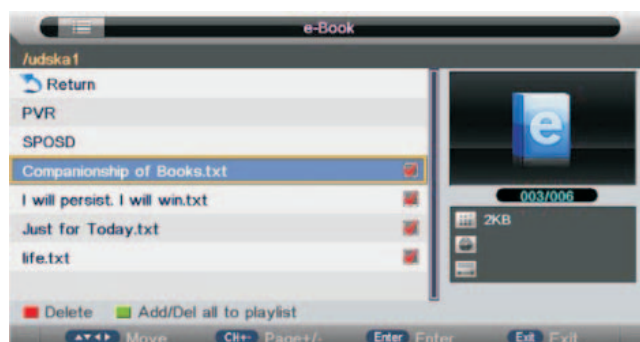 e-Book
/udska1
Return
PVR
SPOSD
Companionship of Books.txt
I will persist. I will win.txt
Just for Today.txt
life.txt
003/006
2KB
Delete Add/Del all to playlist
Move CH+- Page+/- Enter Enter Exit Exit